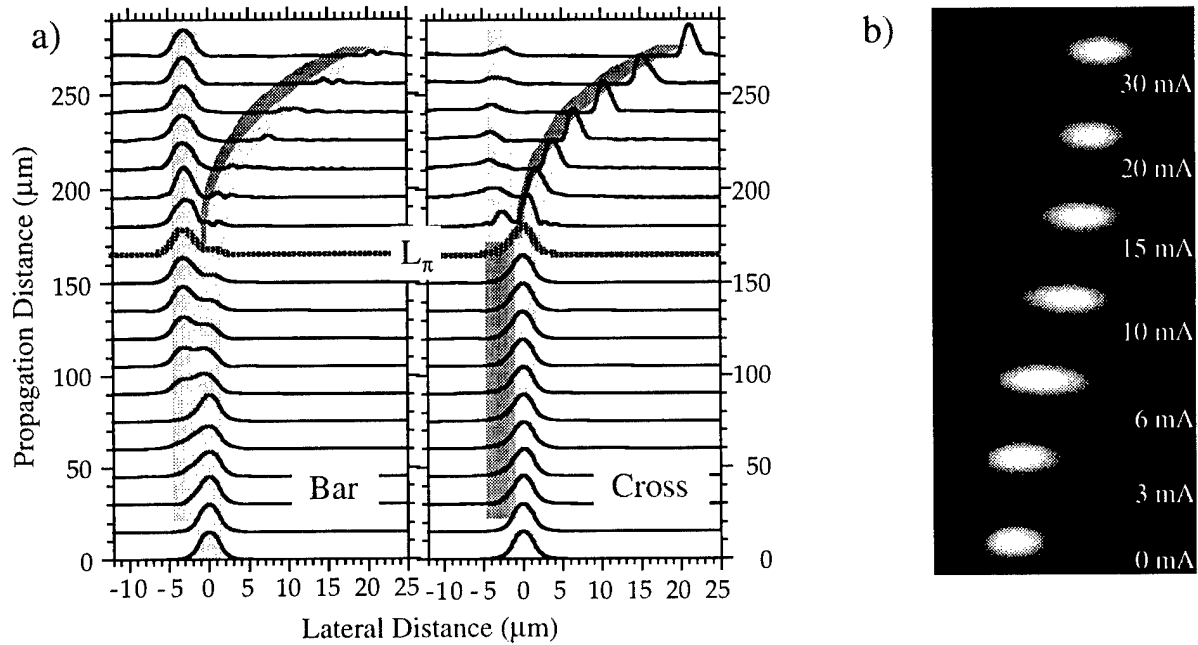 a)
b)
Propagation Distance (μm)
250
200
150
100
50
0
Lπ
Bar
Cross
250
200
150
100
50
0
-10 -5 0 5 10 15 20 25
-10 -5 0 5 10 15 20 25
Lateral Distance (μm)
30 mA
20 mA
15 mA
10 mA
6 mA
3 mA
0 mA